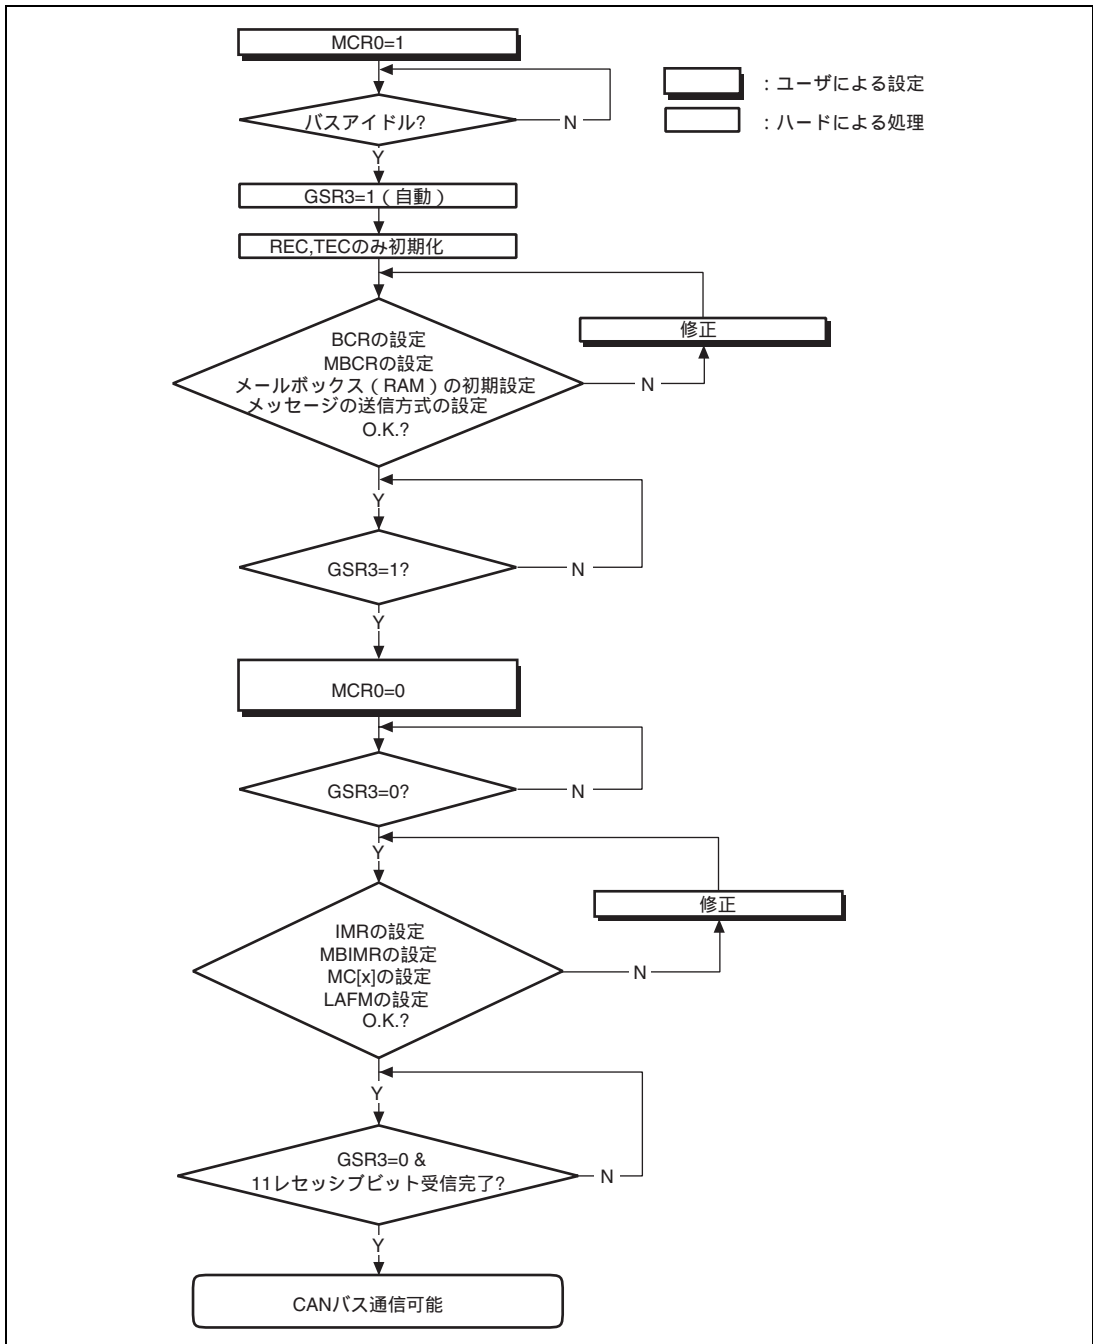 MCR0=1
：ユーザによる設定
：ハードによる処理
バスアイドル?
N
Y
GSR3=1（自動）
REC,TECのみ初期化
修正
BCRの設定
MBCRの設定
メールボックス（RAM）の初期設定
メッセージの送信方式の設定
O.K.?
N
Y
GSR3=1?
N
Y
MCR0=0
GSR3=0?
N
Y
修正
IMRの設定
MBIMRの設定
MC[x]の設定
LAFMの設定
O.K.?
N
Y
GSR3=0 &
11レセッシブビット受信完了?
N
Y
CANバス通信可能